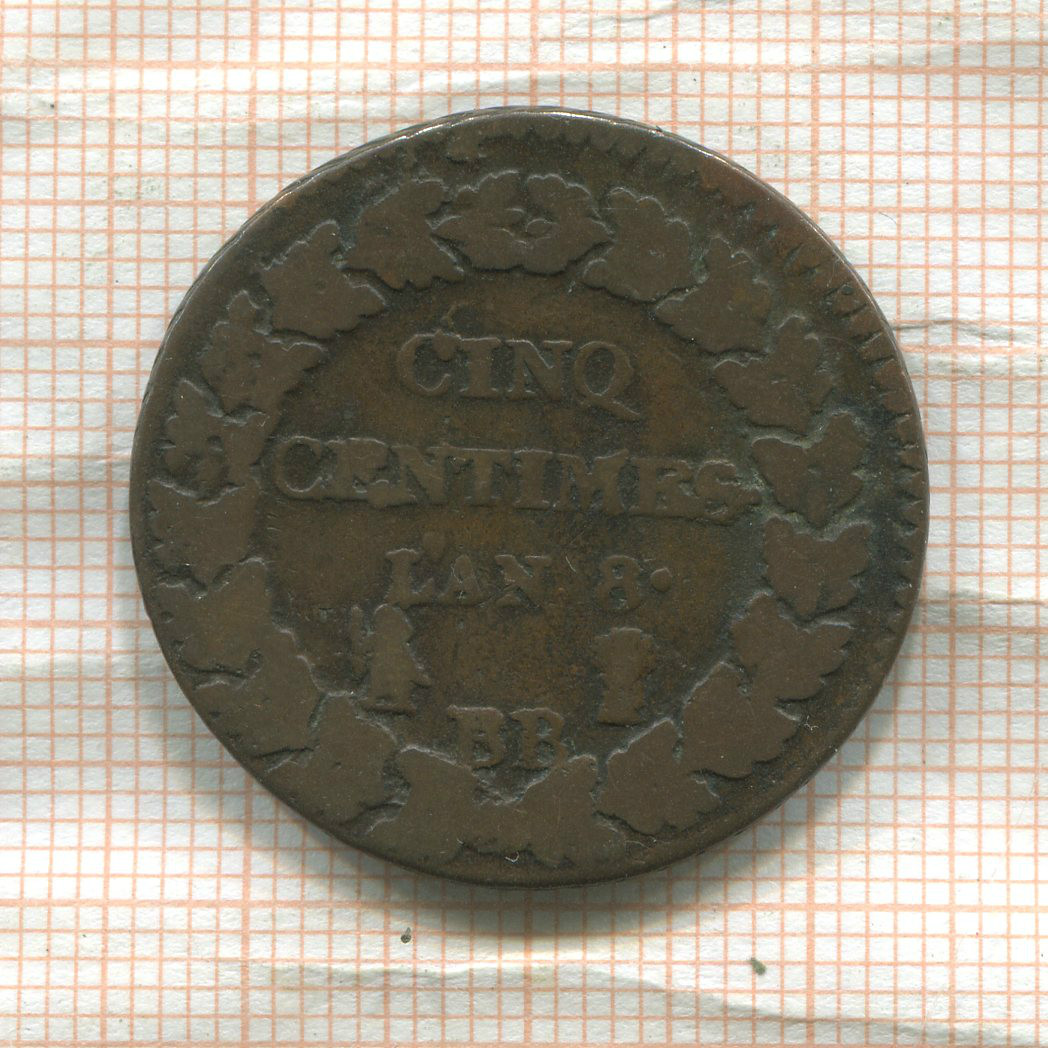 CINQ
CENTIMES.
L'AN 8.
BB